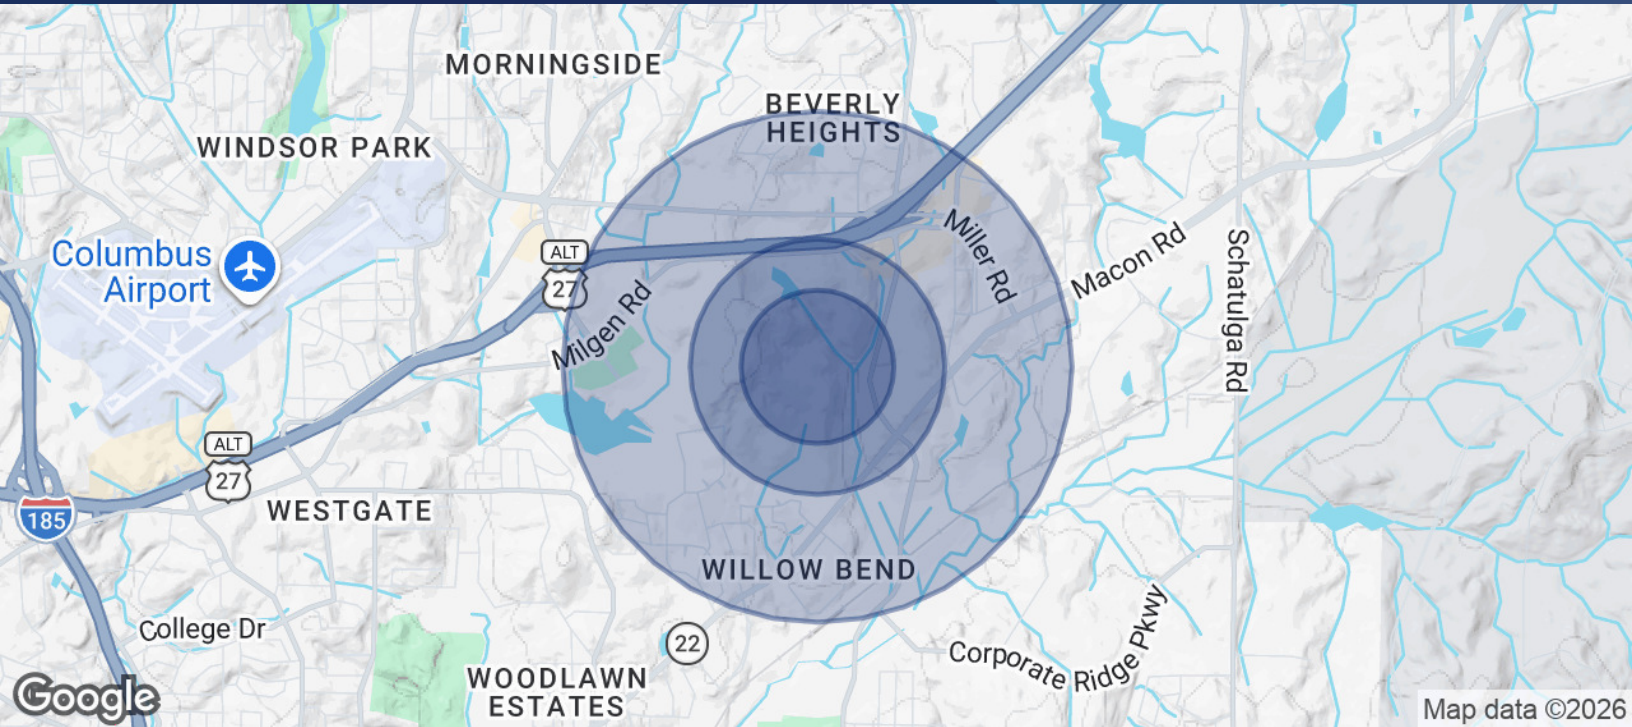 MORNINGSIDE
BEVERLY
HEIGHTS
WINDSOR PARK
Columbus
Airport
ALT
27
Milgen Rd
Miller Rd
Macon Rd
Schatulga Rd
ALT
27
185
WESTGATE
WILLOW BEND
College Dr
22
WOODLAWN
ESTATES
Corporate Ridge Pkwy
Google
Map data ©2026